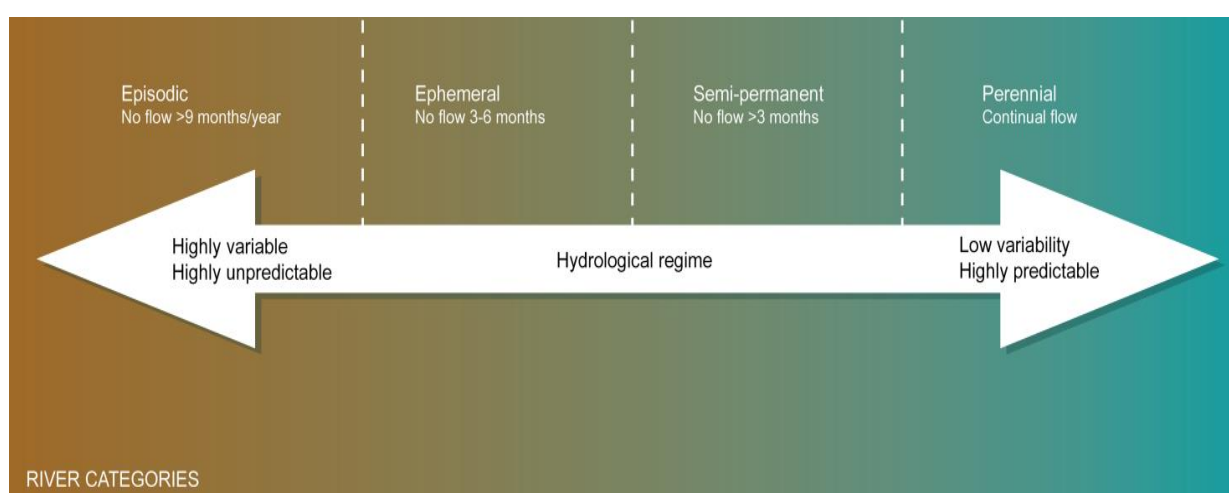 Episodic
No flow >9 months/year
Ephemeral
No flow 3-6 months
Semi-permanent
No flow >3 months
Perennial
Continual flow
Highly variable
Highly unpredictable
Hydrological regime
Low variability
Highly predictable
RIVER CATEGORIES